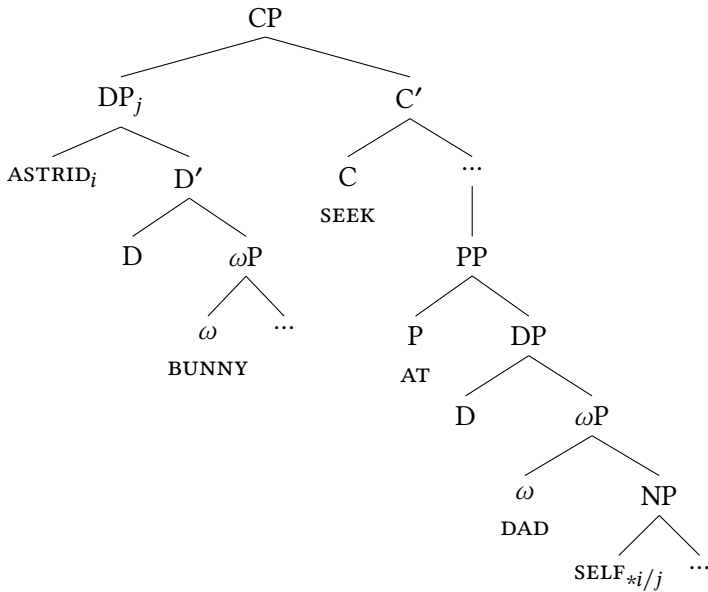 CP
DPj C′
ASTRIDi D′ C ...
SEEK
D ωP PP
ω ... P DP
BUNNY AT
D ωP
ω NP
DAD
SELF*i/j ...